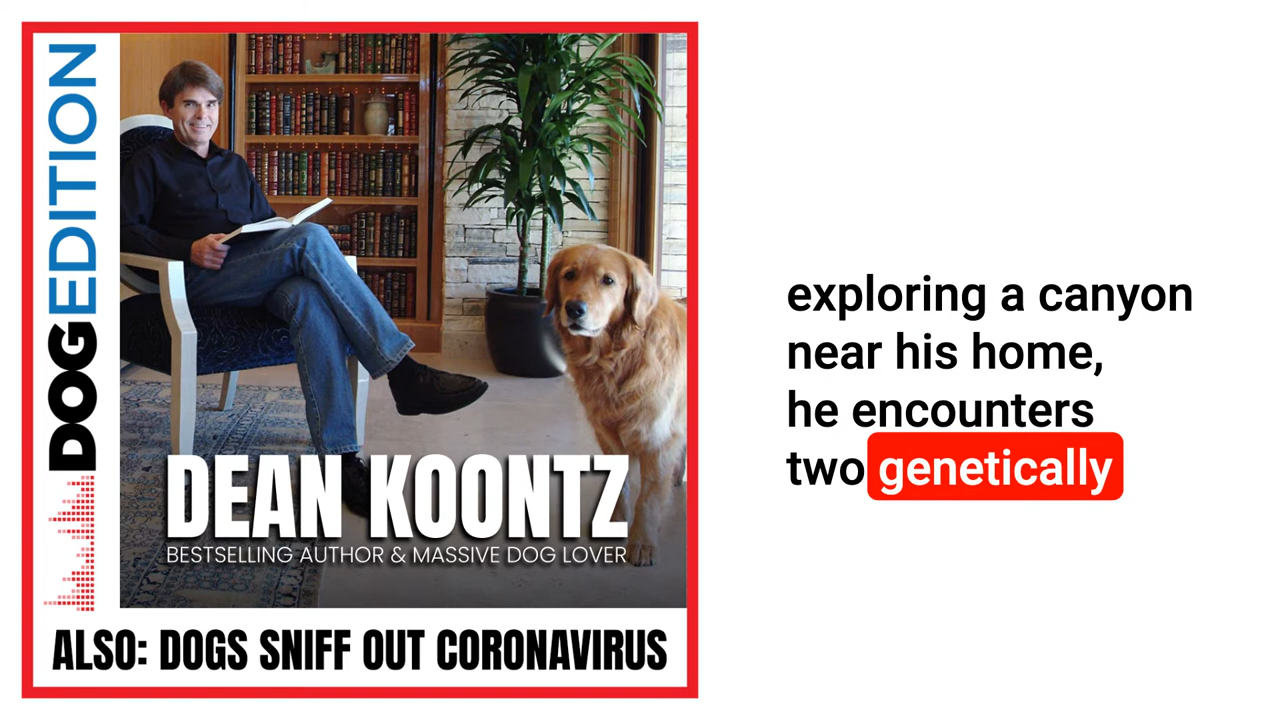 DOGEDITION
DEAN KOONTZ
BESTSELLING AUTHOR & MASSIVE DOG LOVER
ALSO: DOGS SNIFF OUT CORONAVIRUS
exploring a canyon
near his home,
he encounters
two genetically